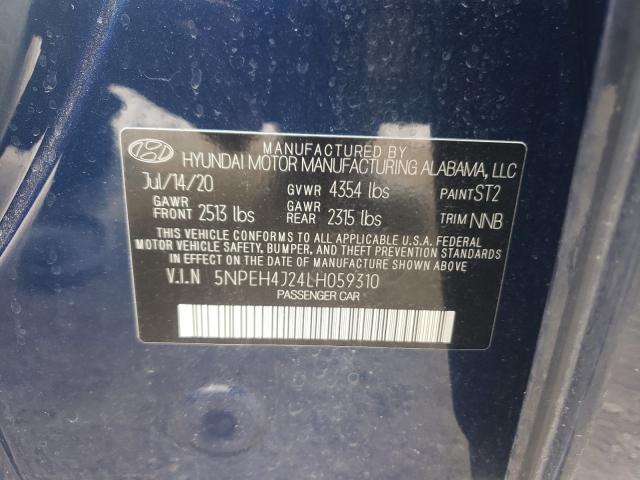 MANUFACTURED BY
HYUNDAI MOTOR MANUFACTURING ALABAMA, LLC
Jul/14/20 GVWR 4354 lbs PAINT ST2
GAWR FRONT 2513 lbs GAWR REAR 2315 lbs TRIM NNB
THIS VEHICLE CONFORMS TO ALL APPLICABLE U.S.A. FEDERAL
MOTOR VEHICLE SAFETY, BUMPER, AND THEFT PREVENTION STANDARDS
IN EFFECT ON THE DATE OF MANUFACTURE SHOWN ABOVE.
V.I.N 5NPEH4J24LH059310
PASSENGER CAR